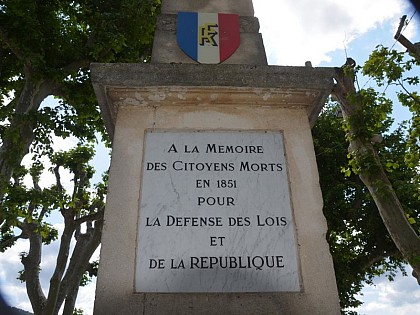 A LA MEMOIRE
DES CITOYENS MORTS
EN 1851
POUR
LA DEFENSE DES LOIS
ET
DE LA REPUBLIQUE